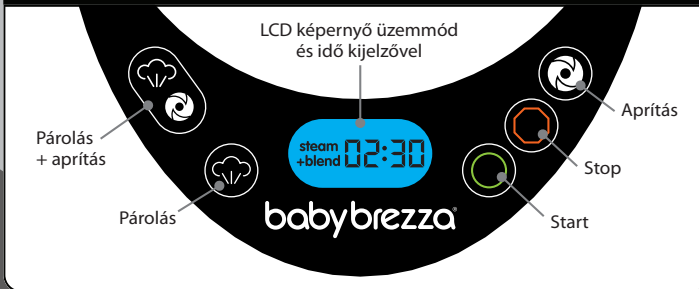 LCD képernyő üzemmód
és idő kijelzővel
Párolás
+ aprítás
Párolás
steam
+blend 02:30
Aprítás
Stop
Start
babybrezza®